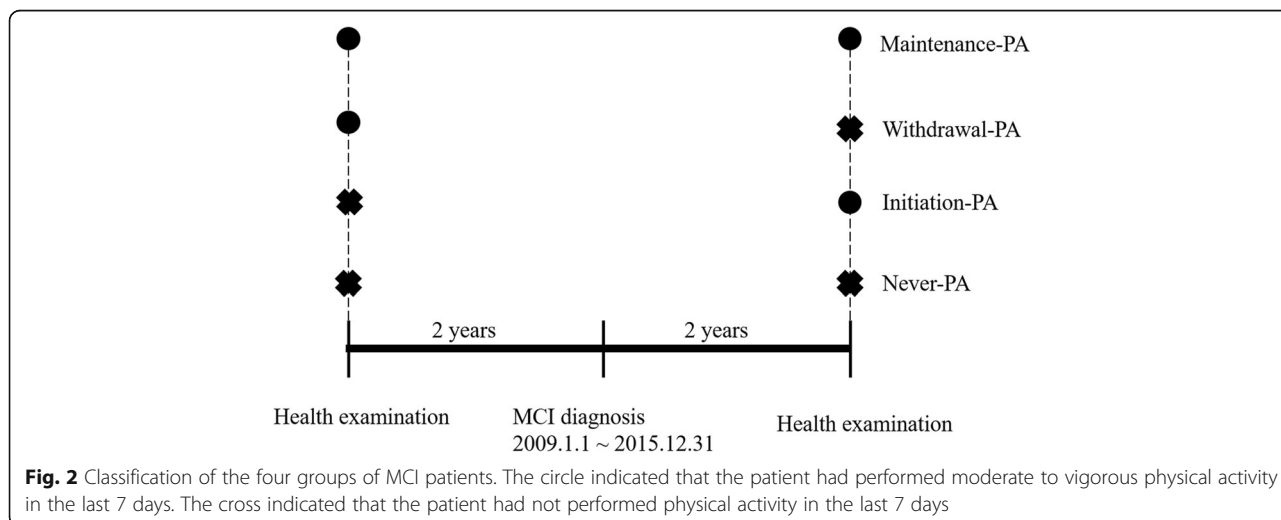 Maintenance-PA
Withdrawal-PA
Initiation-PA
Never-PA
2 years
2 years
Health examination
MCI diagnosis
2009.1.1 ~ 2015.12.31
Health examination
Fig. 2 Classification of the four groups of MCI patients. The circle indicated that the patient had performed moderate to vigorous physical activity
in the last 7 days. The cross indicated that the patient had not performed physical activity in the last 7 days